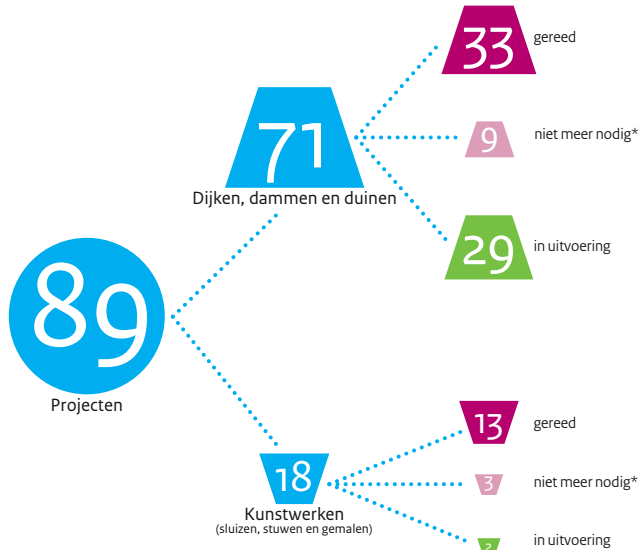 33 gereed
71
9 niet meer nodig*
Dijken, dammen en duinen
29 in uitvoering
89
Projecten
13 gereed
18
3 niet meer nodig*
Kunstwerken
(sluizen, stuwen en gemalen)
2 in uitvoering